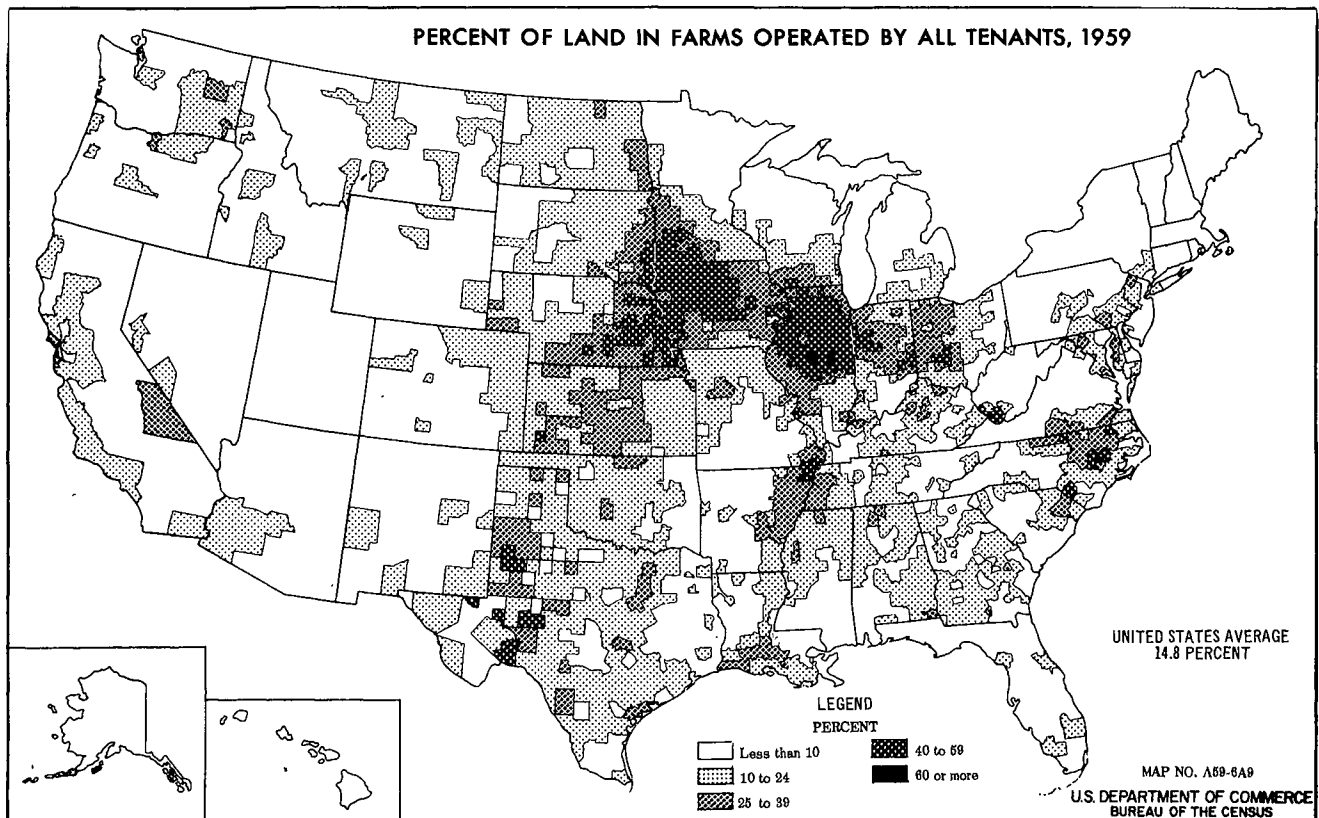 PERCENT OF LAND IN FARMS OPERATED BY ALL TENANTS, 1959
UNITED STATES AVERAGE
14.8 PERCENT
LEGEND
PERCENT
Less than 10
10 to 24
25 to 39
40 to 59
60 or more
MAP NO. A59-6A9
U.S. DEPARTMENT OF COMMERCE
BUREAU OF THE CENSUS